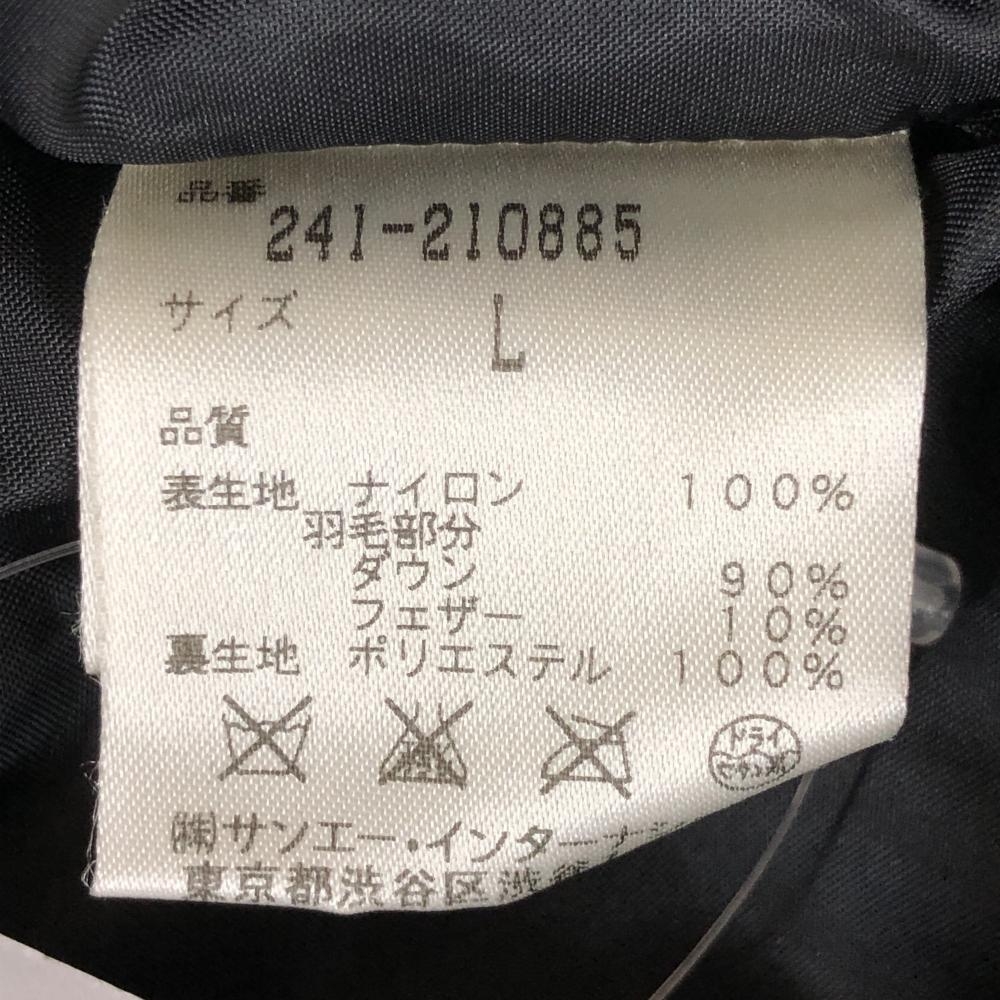 品番
241-210885
サイズ L
品質
表生地 ナイロン 100%
羽毛部分
ダウン 90%
フェザー 10%
裏生地 ポリエステル 100%
ドライ
㈱サンエー・インター
東京都渋谷区